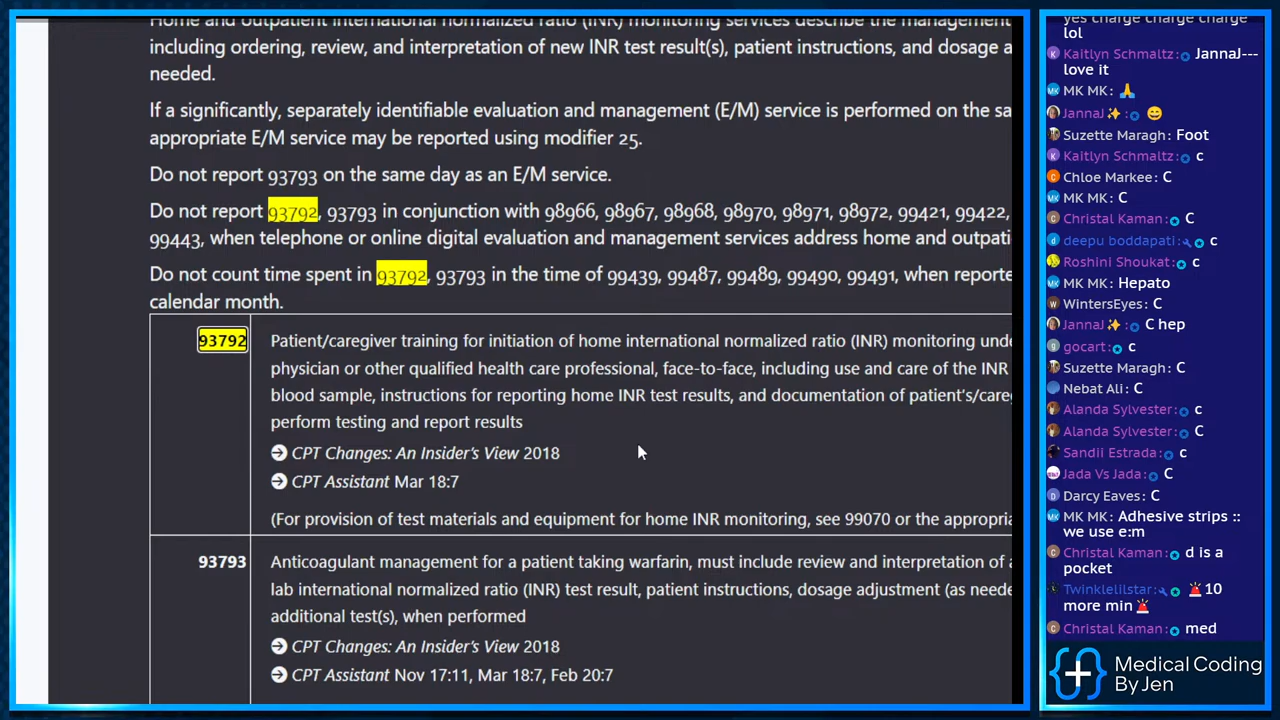 Home and outpatient international normalized ratio (INR) monitoring services describe the management
including ordering, review, and interpretation of new INR test result(s), patient instructions, and dosage a
needed.
If a significantly, separately identifiable evaluation and management (E/M) service is performed on the sa
appropriate E/M service may be reported using modifier 25.
Do not report 93793 on the same day as an E/M service.
Do not report 93792, 93793 in conjunction with 98966, 98967, 98968, 98970, 98971, 98972, 99421, 99422,
99443, when telephone or online digital evaluation and management services address home and outpati
Do not count time spent in 93792, 93793 in the time of 99439, 99487, 99489, 99490, 99491, when reporte
calendar month.
93792 Patient/caregiver training for initiation of home international normalized ratio (INR) monitoring unde
physician or other qualified health care professional, face-to-face, including use and care of the INR
blood sample, instructions for reporting home INR test results, and documentation of patient's/careg
perform testing and report results
CPT Changes: An Insider's View 2018
CPT Assistant Mar 18:7
(For provision of test materials and equipment for home INR monitoring, see 99070 or the appropria
93793 Anticoagulant management for a patient taking warfarin, must include review and interpretation of a
lab international normalized ratio (INR) test result, patient instructions, dosage adjustment (as neede
additional test(s), when performed
CPT Changes: An Insider's View 2018
CPT Assistant Nov 17:11, Mar 18:7, Feb 20:7
yes charge charge charge
lol
Kaitlyn Schmaltz: JannaJ---
love it
MK MK: 🙏
JannaJ✨: 😄
Suzette Maragh: Foot
Kaitlyn Schmaltz: c
Chloe Markee: C
MK MK: C
Christal Kaman: C
deepu boddapati: c
Roshini Shoukat: c
MK MK: Hepato
WintersEyes: C
JannaJ✨: C hep
gocart: c
Suzette Maragh: C
Nebat Ali: C
Alanda Sylvester: c
Alanda Sylvester: C
Sandii Estrada: c
Jada Vs Jada: C
Darcy Eaves: C
MK MK: Adhesive strips ::
we use e:m
Christal Kaman: d is a
pocket
Twinklelilstar: 🚨10
more min🚨
Christal Kaman: med
Medical Coding
By Jen